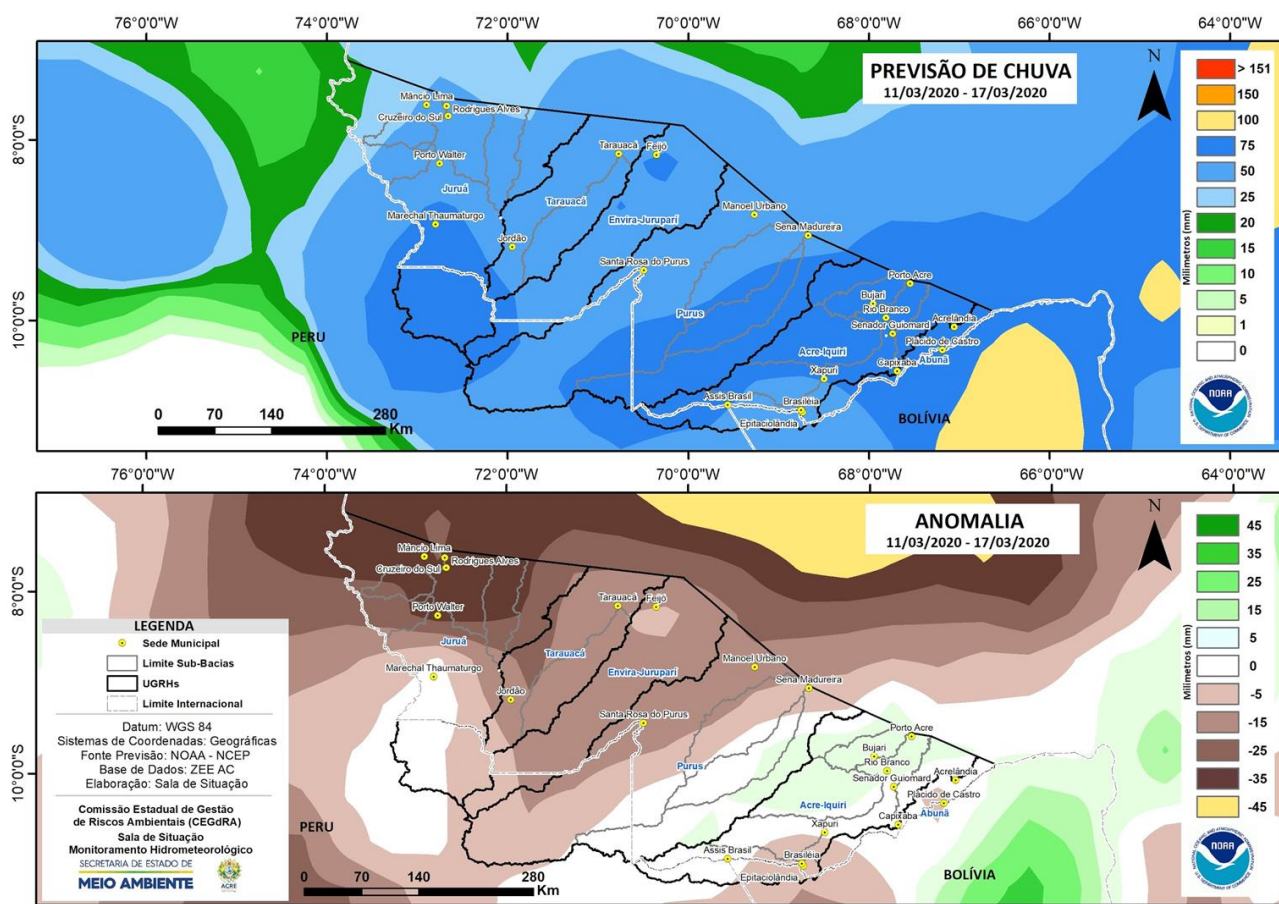 76°0'0"W 74°0'0"W 72°0'0"W 70°0'0"W 68°0'0"W 66°0'0"W 64°0'0"W
PREVISÃO DE CHUVA
11/03/2020 - 17/03/2020
N
8°0'0"S
10°0'0"S
Mâncio Lima
Rodrigues Alves
Cruzeiro do Sul
Tarauacá
Feijó
Porto Walter
Juruá
Tarauacá
Envira-Jurupari
Manoel Urbano
Marechal Thaumaturgo
Jordão
Sena Madureira
Santa Rosa do Purus
Porto Acre
Bujari
Rio Branco
Purus
Senador Guiomard
Acrelândia
Plácido de Castro
Abunã
Acre-Iquiri
Capixaba
Xapuri
Assis Brasil
Brasiléia
Epitaciolândia
PERU
BOLÍVIA
0 70 140 280
Km
> 151
150
100
75
50
25
20
15
10
5
1
0
Milímetros (mm)
NOAA
76°0'0"W 74°0'0"W 72°0'0"W 70°0'0"W 68°0'0"W 66°0'0"W 64°0'0"W
ANOMALIA
11/03/2020 - 17/03/2020
N
8°0'0"S
10°0'0"S
Mâncio Lima
Rodrigues Alves
Cruzeiro do Sul
Tarauacá
Feijó
Porto Walter
Juruá
Tarauacá
Envira-Jurupari
Manoel Urbano
Marechal Thaumaturgo
Jordão
Sena Madureira
Santa Rosa do Purus
Porto Acre
Bujari
Rio Branco
Purus
Senador Guiomard
Acrelândia
Plácido de Castro
Abunã
Acre-Iquiri
Capixaba
Xapuri
Assis Brasil
Brasiléia
Epitaciolândia
PERU
BOLÍVIA
0 70 140 280
Km
45
35
25
15
5
0
-5
-15
-25
-35
-45
Milímetros (mm)
NOAA
LEGENDA
Sede Municipal
Limite Sub-Bacias
UGRHs
Limite Internacional
Datum: WGS 84
Sistemas de Coordenadas: Geográficas
Fonte Previsão: NOAA - NCEP
Base de Dados: ZEE AC
Elaboração: Sala de Situação
Comissão Estadual de Gestão
de Riscos Ambientais (CEGdRA)
Sala de Situação
Monitoramento Hidrometeorológico
SECRETARIA DE ESTADO DE
MEIO AMBIENTE
ACRE